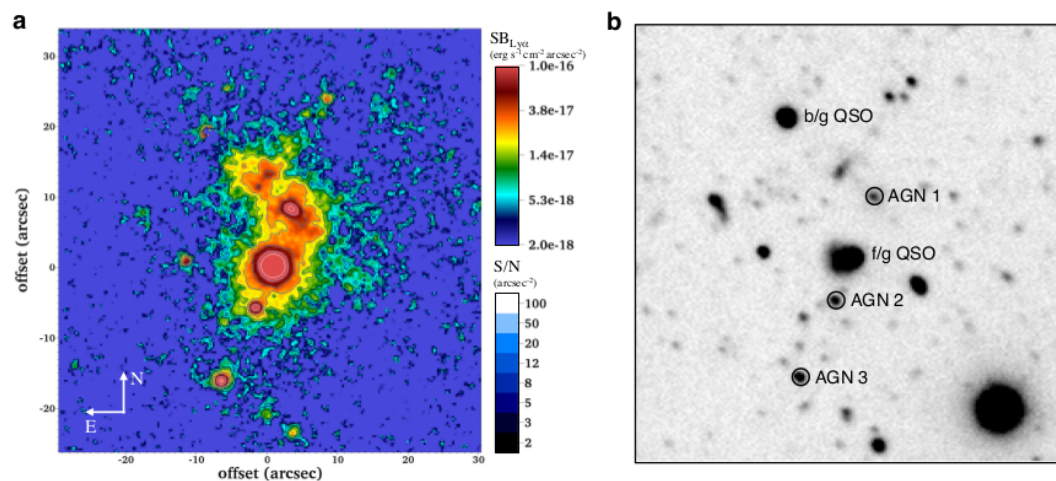 a
SB_Lyα
(erg s⁻¹ cm⁻² arcsec⁻²)
1.0e-16
3.8e-17
1.4e-17
5.3e-18
2.0e-18
S/N
(arcsec⁻²)
100
50
20
12
8
5
3
2
offset (arcsec)
30
20
10
0
-10
-20
N
E
-20
-10
0
10
20
30
offset (arcsec)
b
b/g QSO
AGN 1
f/g QSO
AGN 2
AGN 3